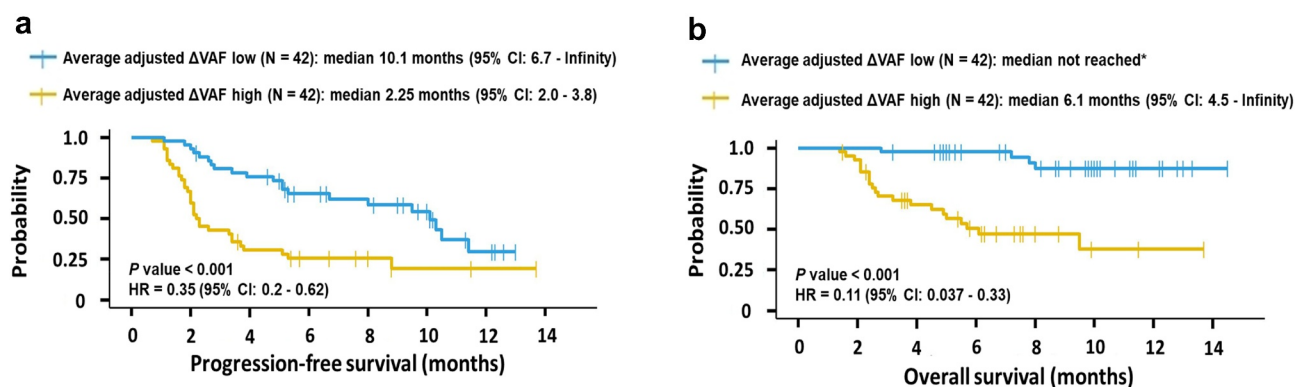 a
Average adjusted ΔVAF low (N = 42): median 10.1 months (95% CI: 6.7 - Infinity)
Average adjusted ΔVAF high (N = 42): median 2.25 months (95% CI: 2.0 - 3.8)
Probability
1.0
0.75
0.50
0.25
0
P value < 0.001
HR = 0.35 (95% CI: 0.2 - 0.62)
0 2 4 6 8 10 12 14
Progression-free survival (months)
b
Average adjusted ΔVAF low (N = 42): median not reached*
Average adjusted ΔVAF high (N = 42): median 6.1 months (95% CI: 4.5 - Infinity)
Probability
1.0
0.75
0.50
0.25
0
P value < 0.001
HR = 0.11 (95% CI: 0.037 - 0.33)
0 2 4 6 8 10 12 14
Overall survival (months)